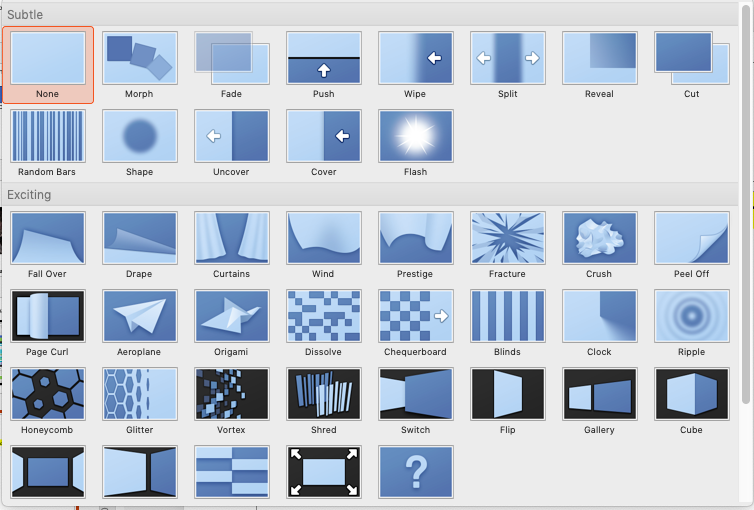 Subtle
None Morph Fade Push Wipe Split Reveal Cut
Random Bars Shape Uncover Cover Flash
Exciting
Fall Over Drape Curtains Wind Prestige Fracture Crush Peel Off
Page Curl Aeroplane Origami Dissolve Chequerboard Blinds Clock Ripple
Honeycomb Glitter Vortex Shred Switch Flip Gallery Cube
?